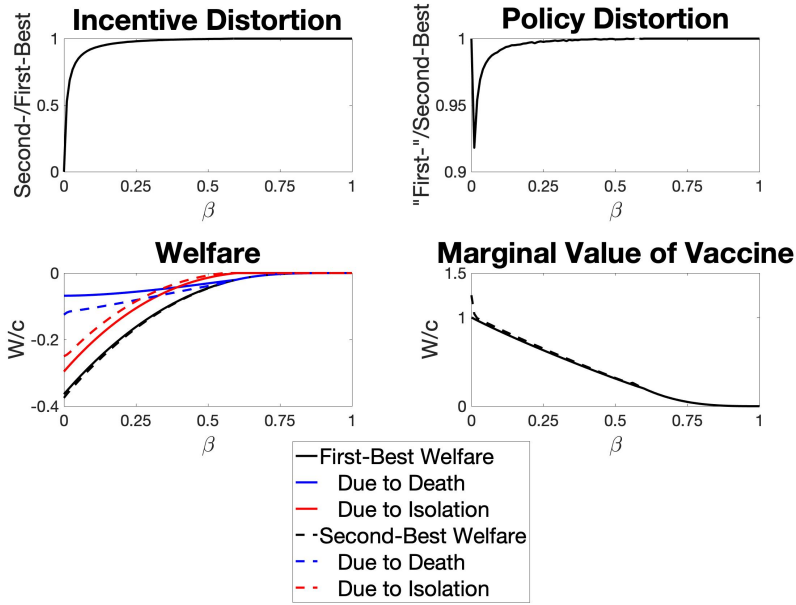 Incentive Distortion
Second-/First-Best
1
0.5
0
0 0.25 0.5 0.75 1
β
Policy Distortion
"First-"/Second-Best
1
0.95
0.9
0 0.25 0.5 0.75 1
β
Welfare
W/c
0
-0.2
-0.4
0 0.25 0.5 0.75 1
β
Marginal Value of Vaccine
W/c
1.5
1
0
0 0.25 0.5 0.75 1
β
First-Best Welfare
Due to Death
Due to Isolation
Second-Best Welfare
Due to Death
Due to Isolation